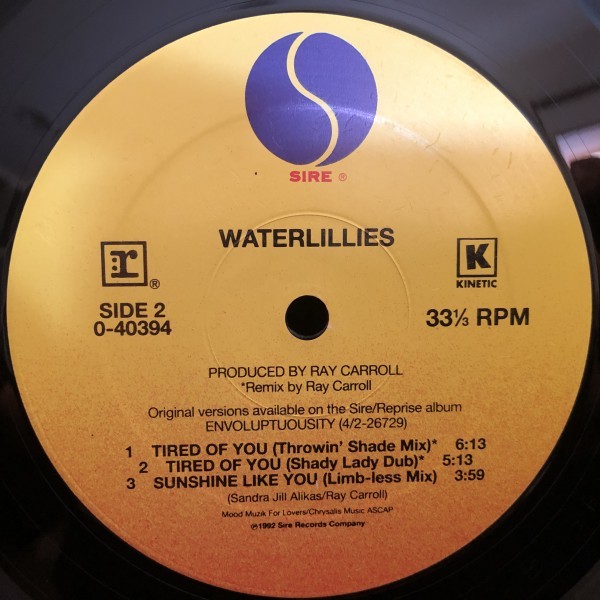 SIRE ®
WATERLILLIES
r ®
K
KINETIC
SIDE 2
0-40394
33⅓ RPM
PRODUCED BY RAY CARROLL
*Remix by Ray Carroll
Original versions available on the Sire/Reprise album
ENVOLUPTUOUSITY (4/2-26729)
1 TIRED OF YOU (Throwin' Shade Mix)* 6:13
2 TIRED OF YOU (Shady Lady Dub)* 5:13
3 SUNSHINE LIKE YOU (Limb-less Mix) 3:59
(Sandra Jill Alikas/Ray Carroll)
Mood Muzik For Lovers/Chrysalis Music ASCAP
℗1992 Sire Records Company